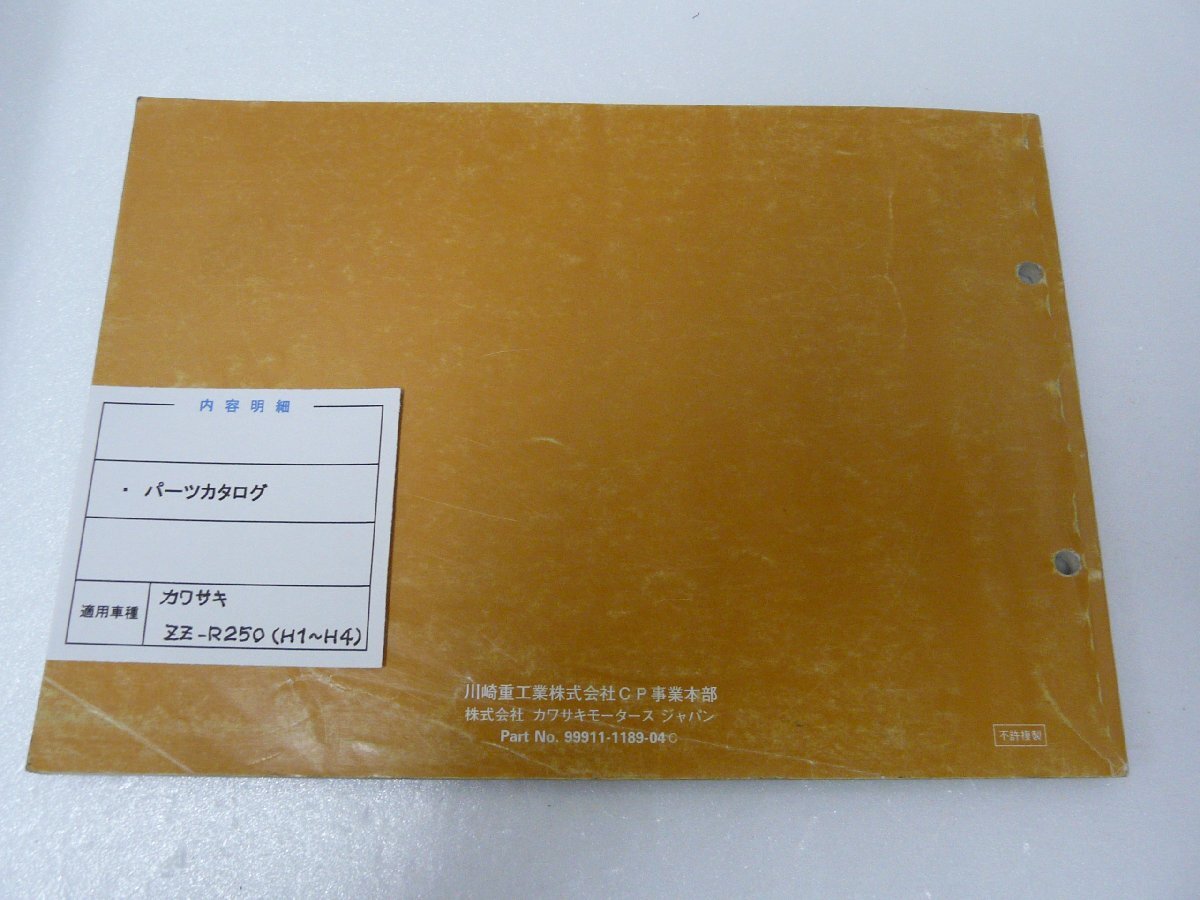 内容明細
・ パーツカタログ
適用車種
カワサキ
ZZ-R250 (H1~H4)
川崎重工業株式会社CP事業本部
株式会社 カワサキモータース ジャパン
Part No. 99911-1189-04C
不許複製